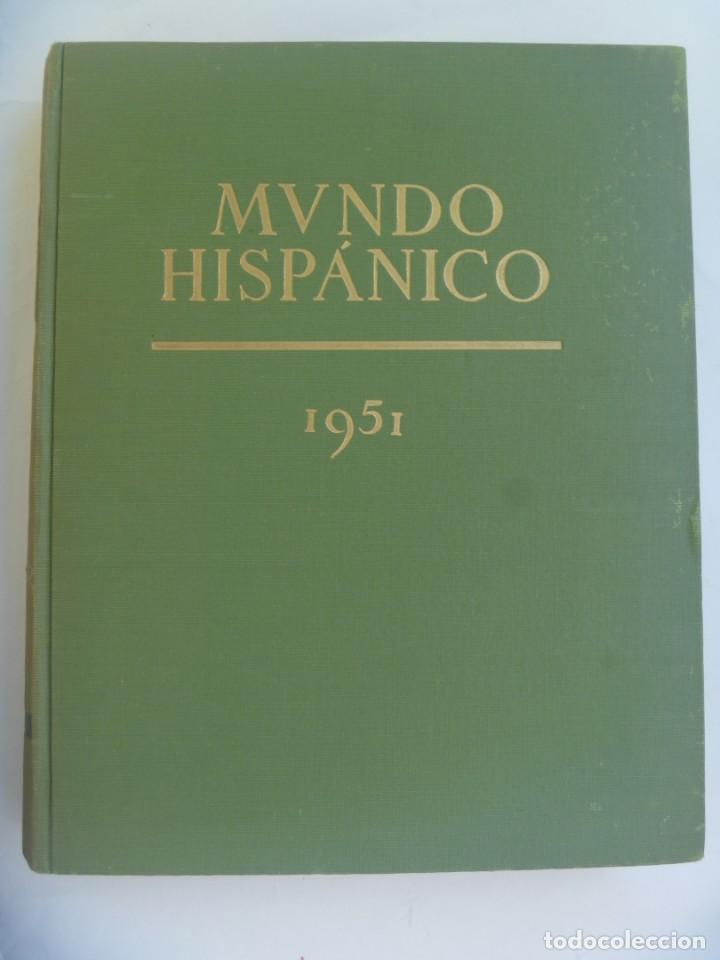 MVNDO
HISPÁNICO
1951
todocoleccion